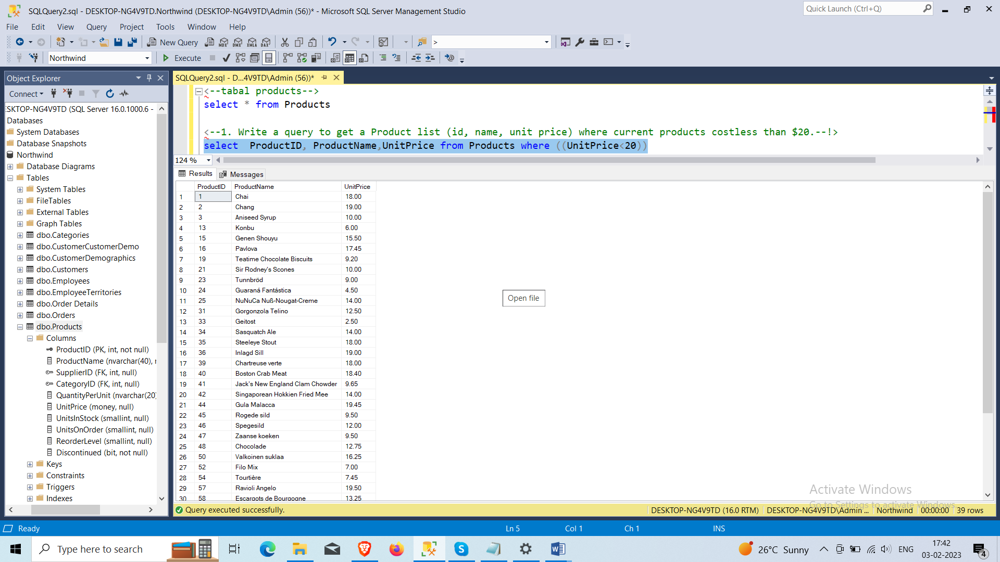 SQLQuery2.sql - DESKTOP-NG4V9TD.Northwind (DESKTOP-NG4V9TD\Admin (56))* - Microsoft SQL Server Management Studio
Quick Launch (Ctrl+Q)
File Edit View Query Project Tools Window Help
New Query MDX DMX XMLA DAX >
Northwind Execute
Object Explorer
Connect
ESKTOP-NG4V9TD (SQL Server 16.0.1000.6 -
Databases
System Databases
Database Snapshots
Northwind
Database Diagrams
Tables
System Tables
FileTables
External Tables
Graph Tables
dbo.Categories
dbo.CustomerCustomerDemo
dbo.CustomerDemographics
dbo.Customers
dbo.Employees
dbo.EmployeeTerritories
dbo.Order Details
dbo.Orders
dbo.Products
Columns
ProductID (PK, int, not null)
ProductName (nvarchar(40), r
SupplierID (FK, int, null)
CategoryID (FK, int, null)
QuantityPerUnit (nvarchar(20)
UnitPrice (money, null)
UnitsInStock (smallint, null)
UnitsOnOrder (smallint, null)
ReorderLevel (smallint, null)
Discontinued (bit, not null)
Keys
Constraints
Triggers
Indexes
SQLQuery2.sql - D...4V9TD\Admin (56))*
<--tabal products-->
select * from Products
<--1. Write a query to get a Product list (id, name, unit price) where current products costless than $20.--!>
select  ProductID, ProductName,UnitPrice from Products where ((UnitPrice<20))
124 %
Results Messages
ProductID ProductName UnitPrice
1 1 Chai 18.00
2 2 Chang 19.00
3 3 Aniseed Syrup 10.00
4 13 Konbu 6.00
5 15 Genen Shouyu 15.50
6 16 Pavlova 17.45
7 19 Teatime Chocolate Biscuits 9.20
8 21 Sir Rodney's Scones 10.00
9 23 Tunnbröd 9.00
10 24 Guaraná Fantástica 4.50
11 25 NuNuCa Nuß-Nougat-Creme 14.00
12 31 Gorgonzola Telino 12.50
13 33 Geitost 2.50
14 34 Sasquatch Ale 14.00
15 35 Steeleye Stout 18.00
16 36 Inlagd Sill 19.00
17 39 Chartreuse verte 18.00
18 40 Boston Crab Meat 18.40
19 41 Jack's New England Clam Chowder 9.65
20 42 Singaporean Hokkien Fried Mee 14.00
21 44 Gula Malacca 19.45
22 45 Rogede sild 9.50
23 46 Spegesild 12.00
24 47 Zaanse koeken 9.50
25 48 Chocolade 12.75
26 50 Valkoinen suklaa 16.25
27 52 Filo Mix 7.00
28 54 Tourtière 7.45
29 57 Ravioli Angelo 19.50
30 58 Escargots de Bourgogne 13.25
Open file
Activate Windows
Go to Settings to activate Windows.
Query executed successfully.
DESKTOP-NG4V9TD (16.0 RTM) DESKTOP-NG4V9TD\Admin ... Northwind 00:00:00 39 rows
Ready Ln 5 Col 1 Ch 1 INS
Type here to search
26°C Sunny ENG
17:42
03-02-2023
4